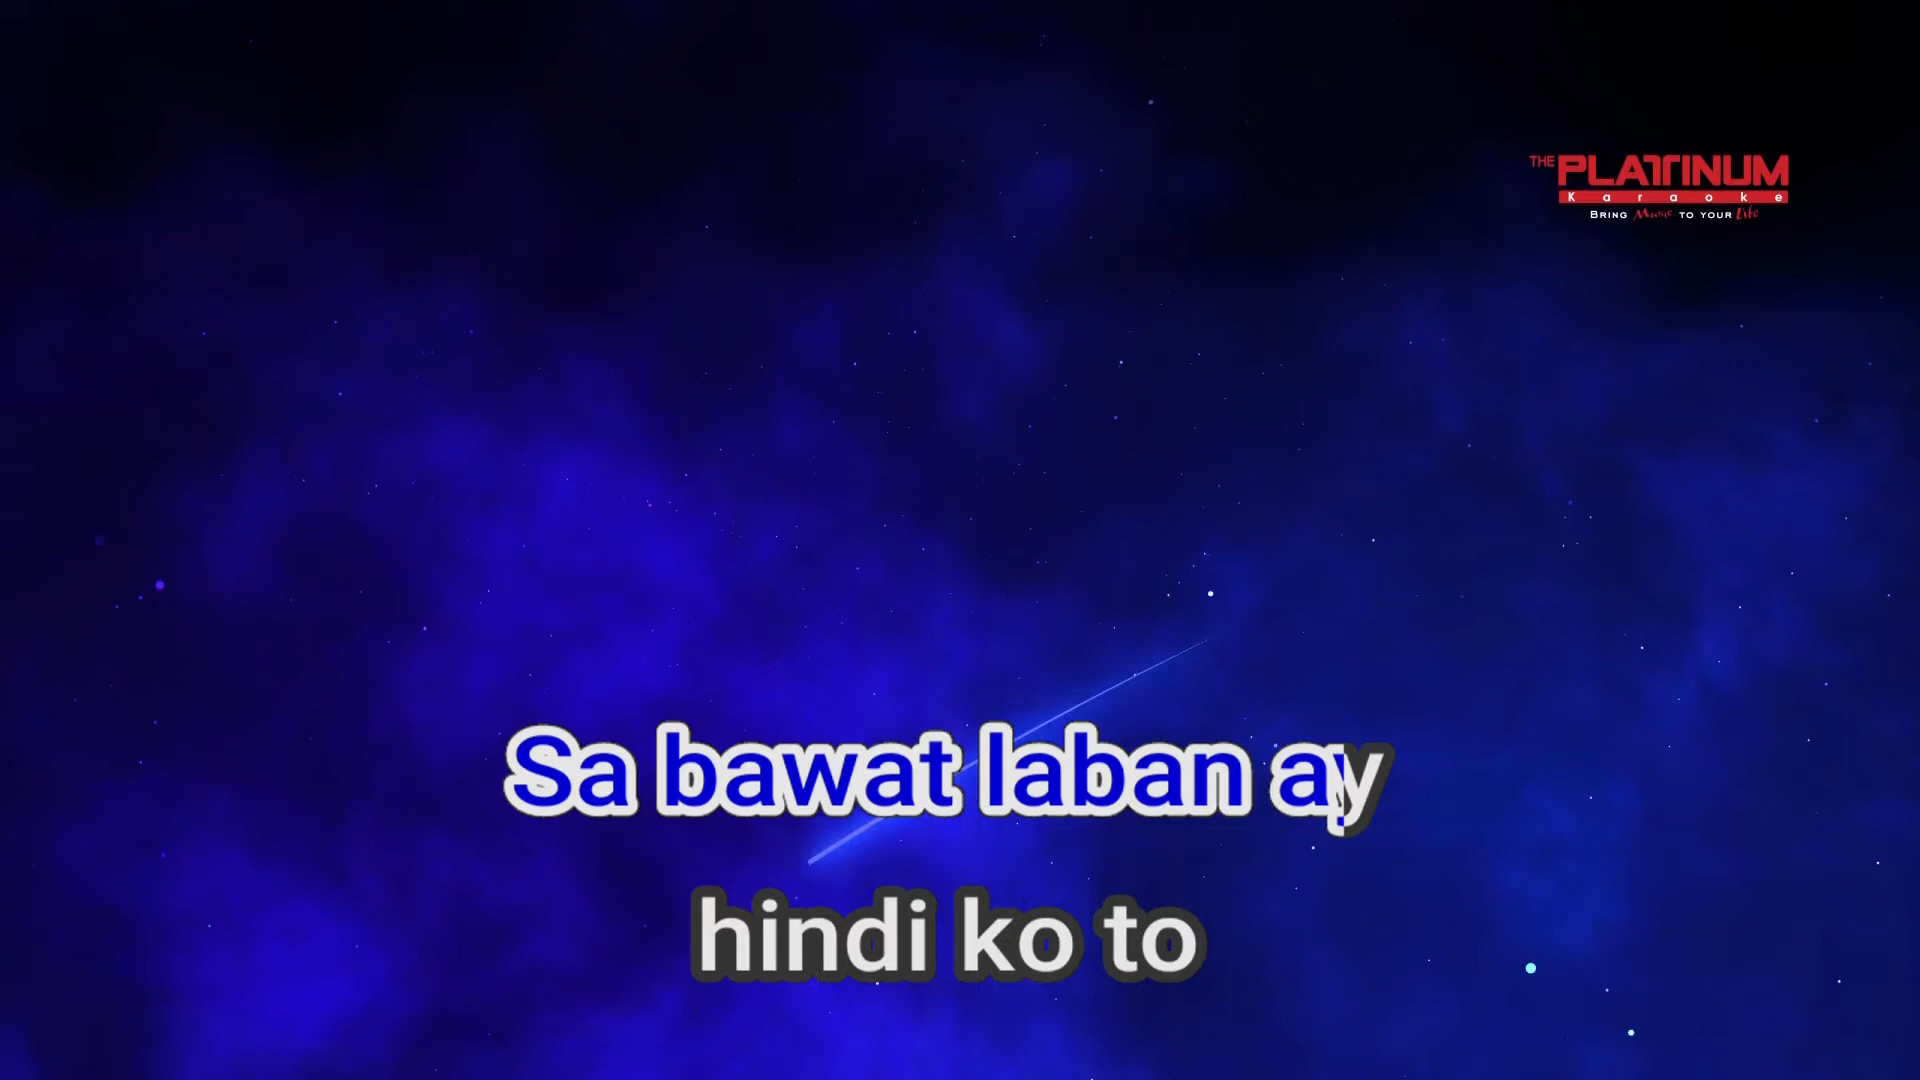 THE PLATINUM
Karaoke
BRING Music TO YOUR Life
Sa bawat laban ay
hindi ko to